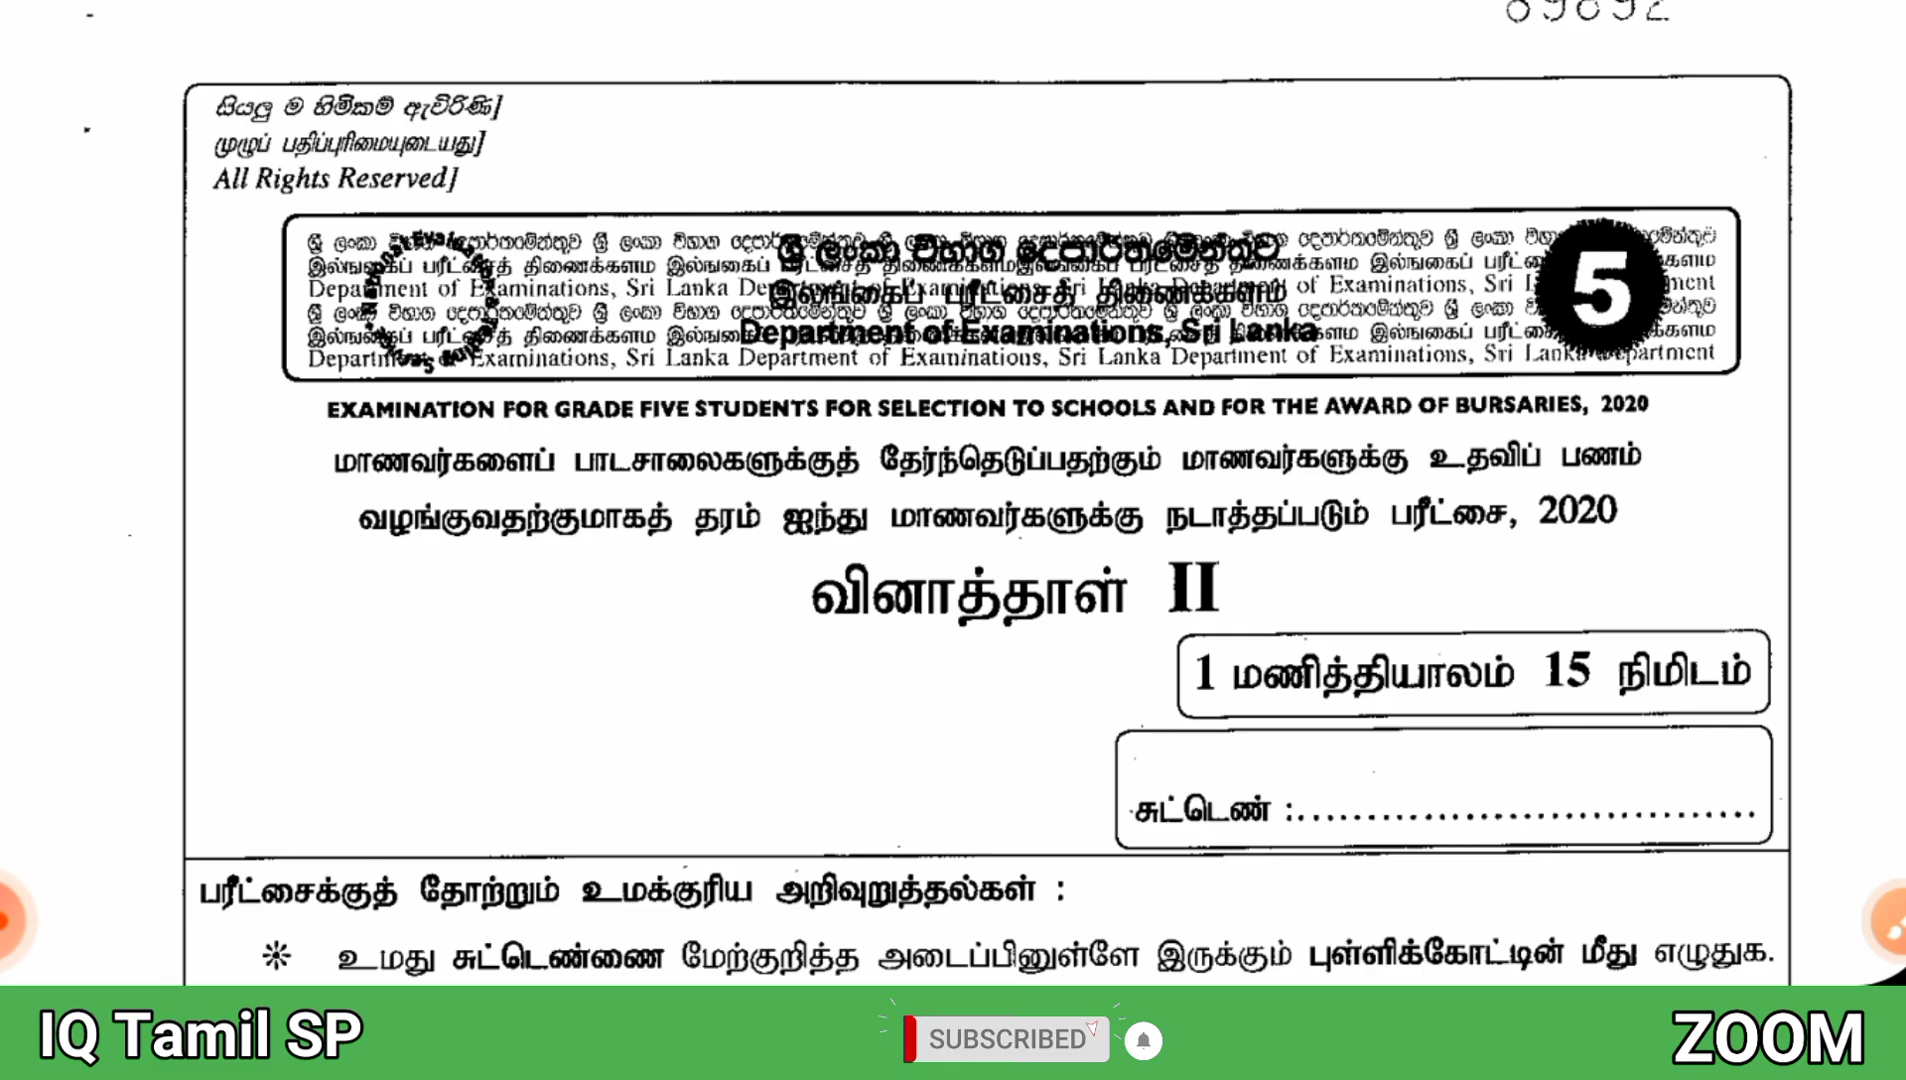 89892
සියලු ම හිමිකම් ඇවිරිණි]
முழுப் பதிப்புரிமையுடையது]
All Rights Reserved]
ශ්‍රී ලංකා විභාග දෙපාර්තමේන්තුව
இலங்கைப் பரீட்சைத் திணைக்களம்
Department of Examinations, Sri Lanka
5
EXAMINATION FOR GRADE FIVE STUDENTS FOR SELECTION TO SCHOOLS AND FOR THE AWARD OF BURSARIES, 2020
மாணவர்களைப் பாடசாலைகளுக்குத் தேர்ந்தெடுப்பதற்கும் மாணவர்களுக்கு உதவிப் பணம்
வழங்குவதற்குமாகத் தரம் ஐந்து மாணவர்களுக்கு நடாத்தப்படும் பரீட்சை, 2020
வினாத்தாள் II
1 மணித்தியாலம் 15 நிமிடம்
சுட்டெண் :.................................
பரீட்சைக்குத் தோற்றும் உமக்குரிய அறிவுறுத்தல்கள் :
* உமது சுட்டெண்ணை மேற்குறித்த அடைப்பினுள்ளே இருக்கும் புள்ளிக்கோட்டின் மீது எழுதுக.
IQ Tamil SP
SUBSCRIBED
ZOOM